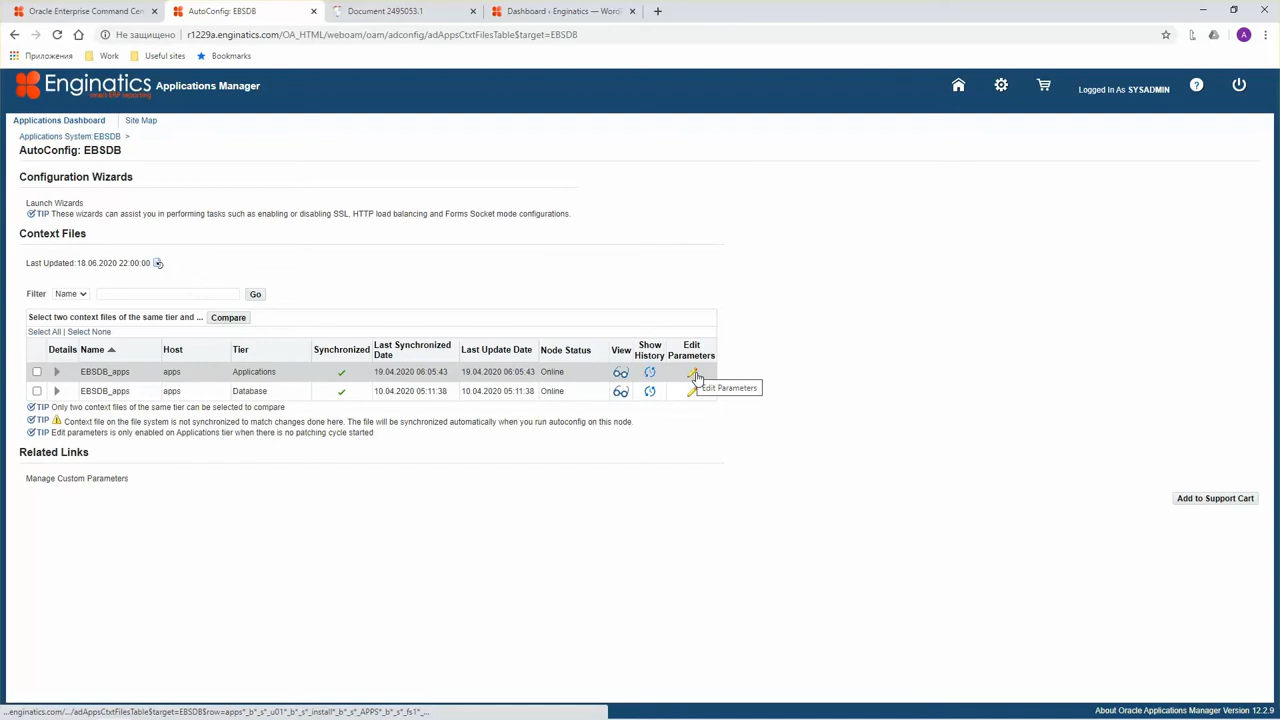 Oracle Enterprise Command Cen
AutoConfig: EBSDB
Document 2495053.1
Dashboard ‹ Enginatics — WordP
Не защищено
r1229a.enginatics.com/OA_HTML/weboam/oam/adconfig/adAppsCtxtFilesTable$target=EBSDB
A
Приложения
Work
Useful sites
Bookmarks
Enginatics
Applications Manager
Logged In As SYSADMIN
Applications Dashboard
Site Map
Applications System:EBSDB >
AutoConfig: EBSDB
Configuration Wizards
Launch Wizards
TIP These wizards can assist you in performing tasks such as enabling or disabling SSL, HTTP load balancing and Forms Socket mode configurations.
Context Files
Last Updated: 18.06.2020 22:00:00
Filter Name Go
Select two context files of the same tier and ... Compare
Select All | Select None
Details Name Host Tier Synchronized Last Synchronized Date Last Update Date Node Status View Show History Edit Parameters
EBSDB_apps apps Applications 19.04.2020 06:05:43 19.04.2020 06:05:43 Online
Edit Parameters
EBSDB_apps apps Database 10.04.2020 05:11:38 10.04.2020 05:11:38 Online
TIP Only two context files of the same tier can be selected to compare
TIP Context file on the file system is not synchronized to match changes done here. The file will be synchronized automatically when you run autoconfig on this node.
TIP Edit parameters is only enabled on Applications tier when there is no patching cycle started
Related Links
Manage Custom Parameters
Add to Support Cart
...enginatics.com/.../adAppsCtxtFilesTable$target=EBSDB$row=apps*_b*_s*_u01*_b*_s*_install*_b*_s*_APPS*_b*_s*_fs1*_...
About Oracle Applications Manager Version 12.2.9